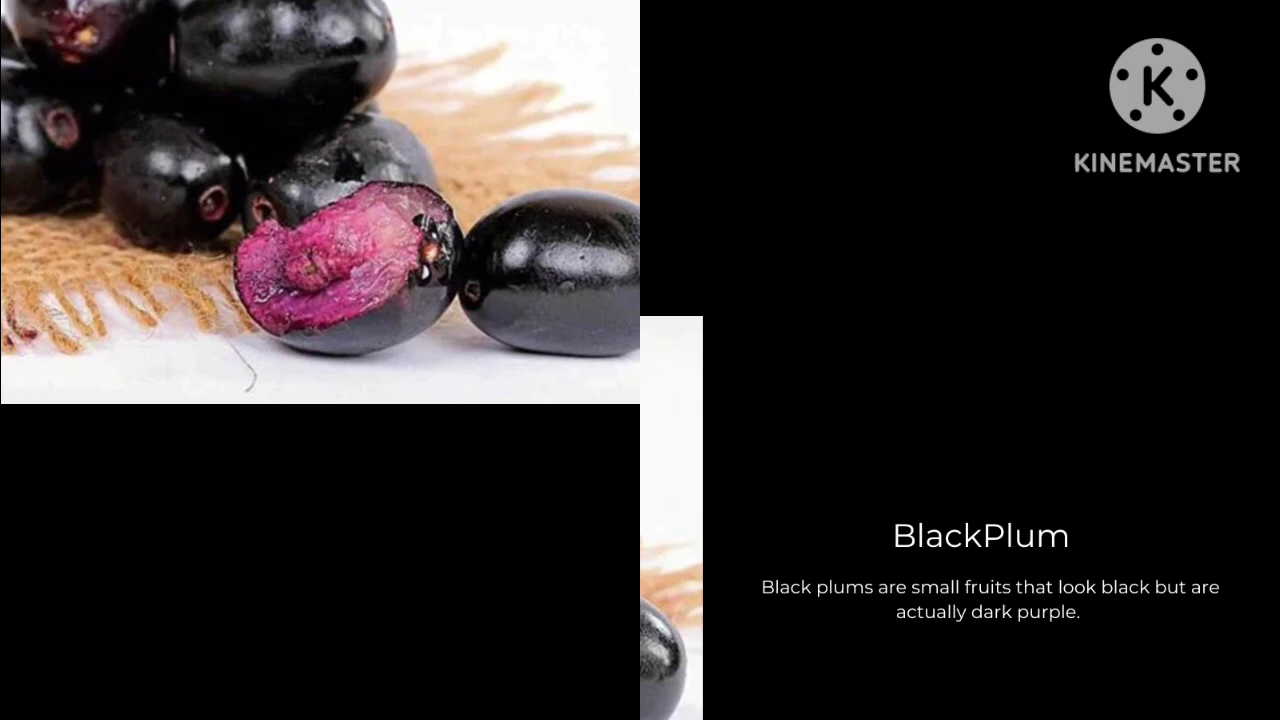 KINEMASTER
BlackPlum
Black plums are small fruits that look black but are
actually dark purple.